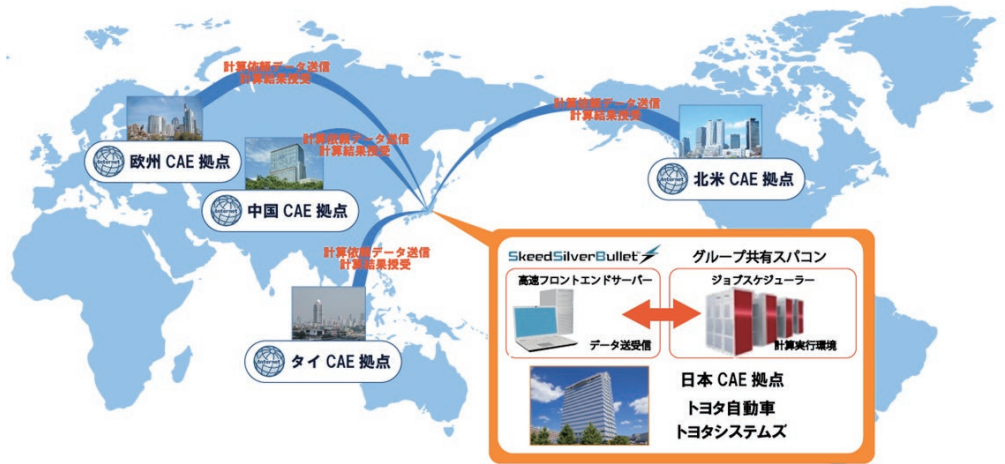 計算依頼データ送信
計算結果授受
Internet
欧州 CAE 拠点
計算依頼データ送信
計算結果授受
Internet
中国 CAE 拠点
計算依頼データ送信
計算結果授受
Internet
北米 CAE 拠点
計算依頼データ送信
計算結果授受
Internet
タイ CAE 拠点
SkeedSilverBullet
グループ共有スパコン
高速フロントエンドサーバー
ジョブスケジューラー
データ送受信
計算実行環境
日本 CAE 拠点
トヨタ自動車
トヨタシステムズ